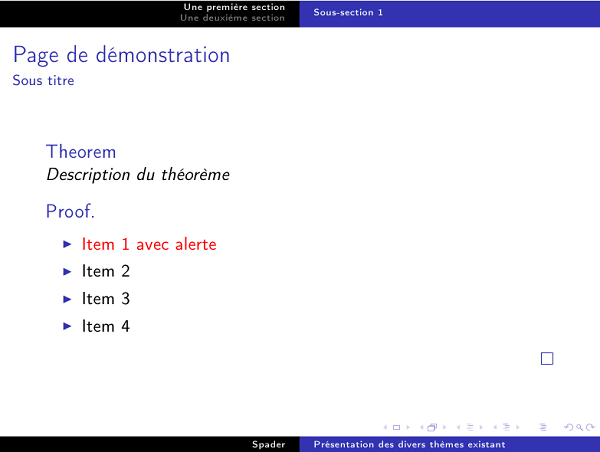 Une première section
Une deuxième section
Sous-section 1
Page de démonstration
Sous titre
Theorem
Description du théorème
Proof.
Item 1 avec alerte
Item 2
Item 3
Item 4
Spader
Présentation des divers thèmes existant